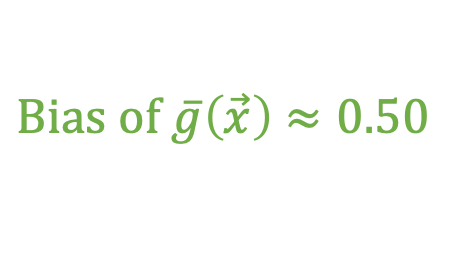 Bias of ḡ(x⃗) ≈ 0.50